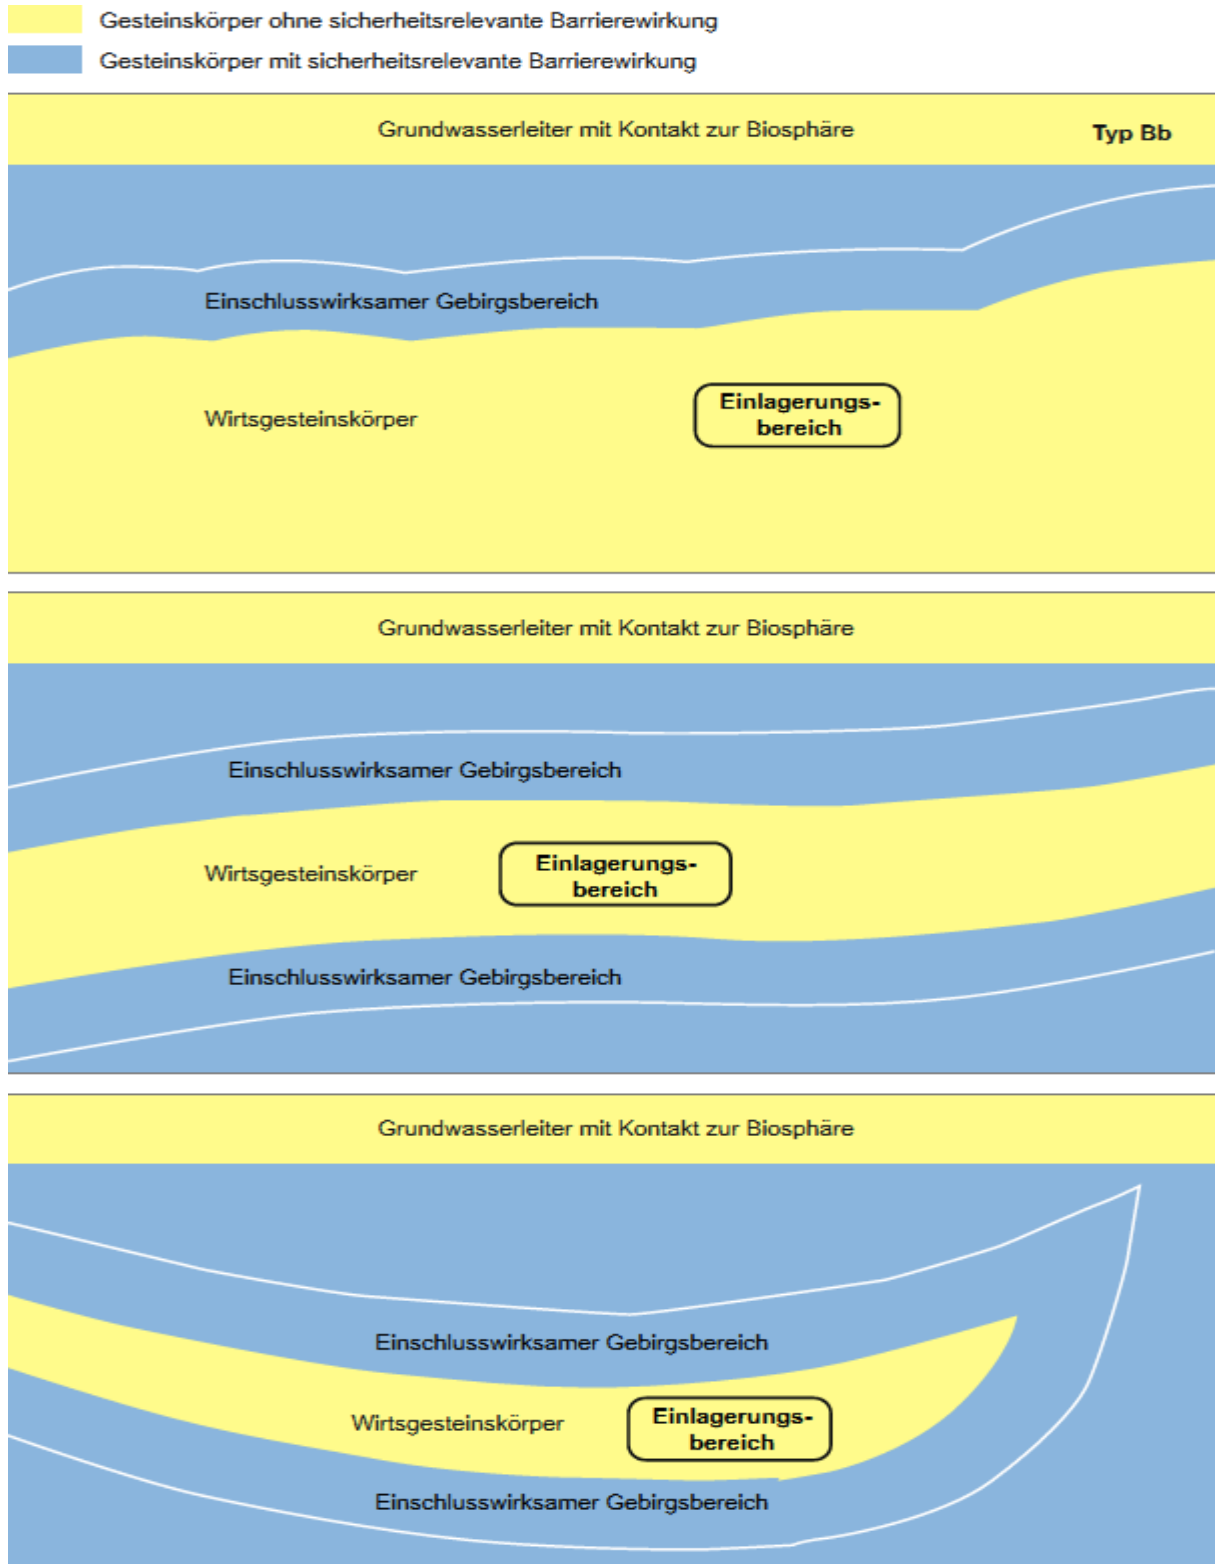 Gesteinskörper ohne sicherheitsrelevante Barrierewirkung
Gesteinskörper mit sicherheitsrelevante Barrierewirkung
Grundwasserleiter mit Kontakt zur Biosphäre
Typ Bb
Einschlusswirksamer Gebirgsbereich
Wirtsgesteinskörper
Einlagerungs-
bereich
Grundwasserleiter mit Kontakt zur Biosphäre
Einschlusswirksamer Gebirgsbereich
Wirtsgesteinskörper
Einlagerungs-
bereich
Einschlusswirksamer Gebirgsbereich
Grundwasserleiter mit Kontakt zur Biosphäre
Einschlusswirksamer Gebirgsbereich
Wirtsgesteinskörper
Einlagerungs-
bereich
Einschlusswirksamer Gebirgsbereich